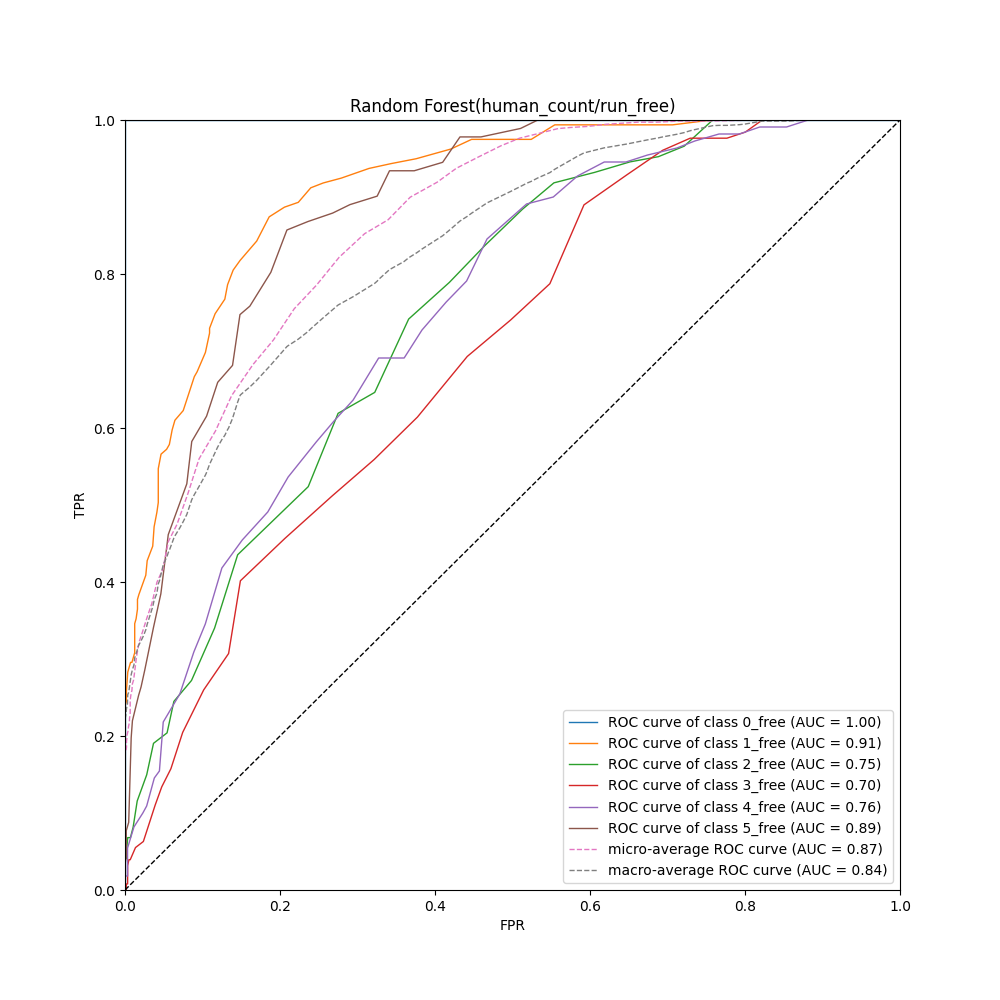 Random Forest(human_count/run_free)
1.0
0.8
0.6
0.4
0.2
0.0
TPR
0.0 0.2 0.4 0.6 0.8 1.0
FPR
ROC curve of class 0_free (AUC = 1.00)
ROC curve of class 1_free (AUC = 0.91)
ROC curve of class 2_free (AUC = 0.75)
ROC curve of class 3_free (AUC = 0.70)
ROC curve of class 4_free (AUC = 0.76)
ROC curve of class 5_free (AUC = 0.89)
micro-average ROC curve (AUC = 0.87)
macro-average ROC curve (AUC = 0.84)